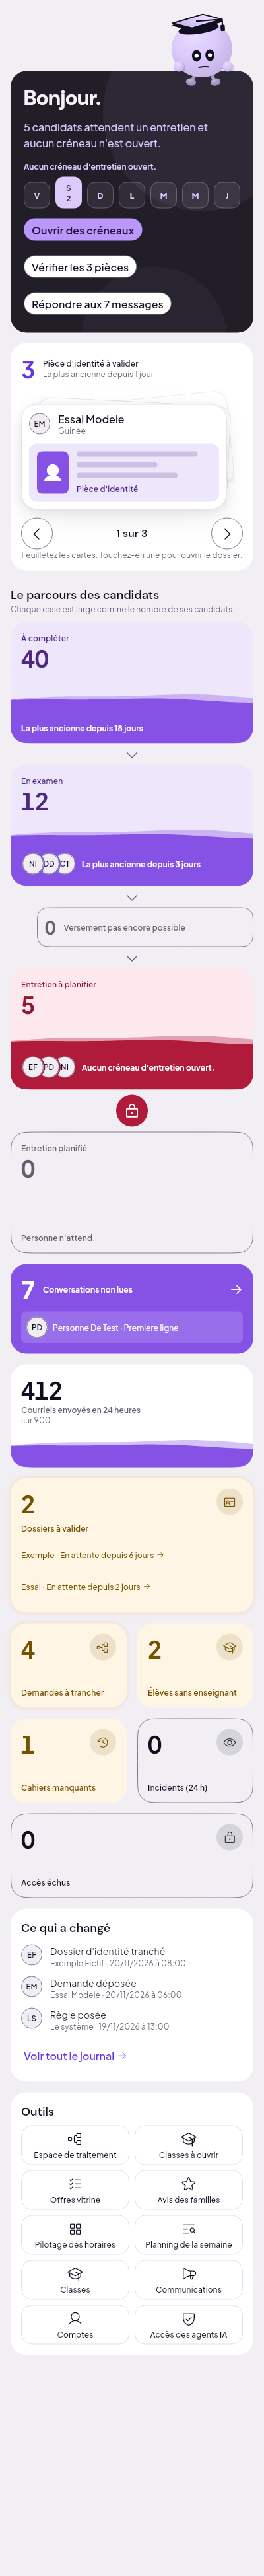 Bonjour.
5 candidats attendent un entretien et
aucun créneau n'est ouvert.
Aucun créneau d'entretien ouvert.
V
S
2
D
L
M
M
J
Ouvrir des créneaux
Vérifier les 3 pièces
Répondre aux 7 messages
3
Pièce d'identité à valider
La plus ancienne depuis 1 jour
EM
Essai Modele
Guinée
Pièce d'identité
1 sur 3
Feuilletez les cartes. Touchez-en une pour ouvrir le dossier.
Le parcours des candidats
Chaque case est large comme le nombre de ses candidats.
À compléter
40
La plus ancienne depuis 18 jours
En examen
12
NI
DD
CT
La plus ancienne depuis 3 jours
0
Versement pas encore possible
Entretien à planifier
5
EF
PD
NI
Aucun créneau d'entretien ouvert.
Entretien planifié
0
Personne n'attend.
7
Conversations non lues
PD
Personne De Test · Premiere ligne
412
Courriels envoyés en 24 heures
sur 900
2
Dossiers à valider
Exemple · En attente depuis 6 jours
Essai · En attente depuis 2 jours
4
Demandes à trancher
2
Élèves sans enseignant
1
Cahiers manquants
0
Incidents (24 h)
0
Accès échus
Ce qui a changé
EF
Dossier d'identité tranché
Exemple Fictif · 20/11/2026 à 08:00
EM
Demande déposée
Essai Modele · 20/11/2026 à 06:00
LS
Règle posée
Le système · 19/11/2026 à 13:00
Voir tout le journal
Outils
Espace de traitement
Classes à ouvrir
Offres vitrine
Avis des familles
Pilotage des horaires
Planning de la semaine
Classes
Communications
Comptes
Accès des agents IA